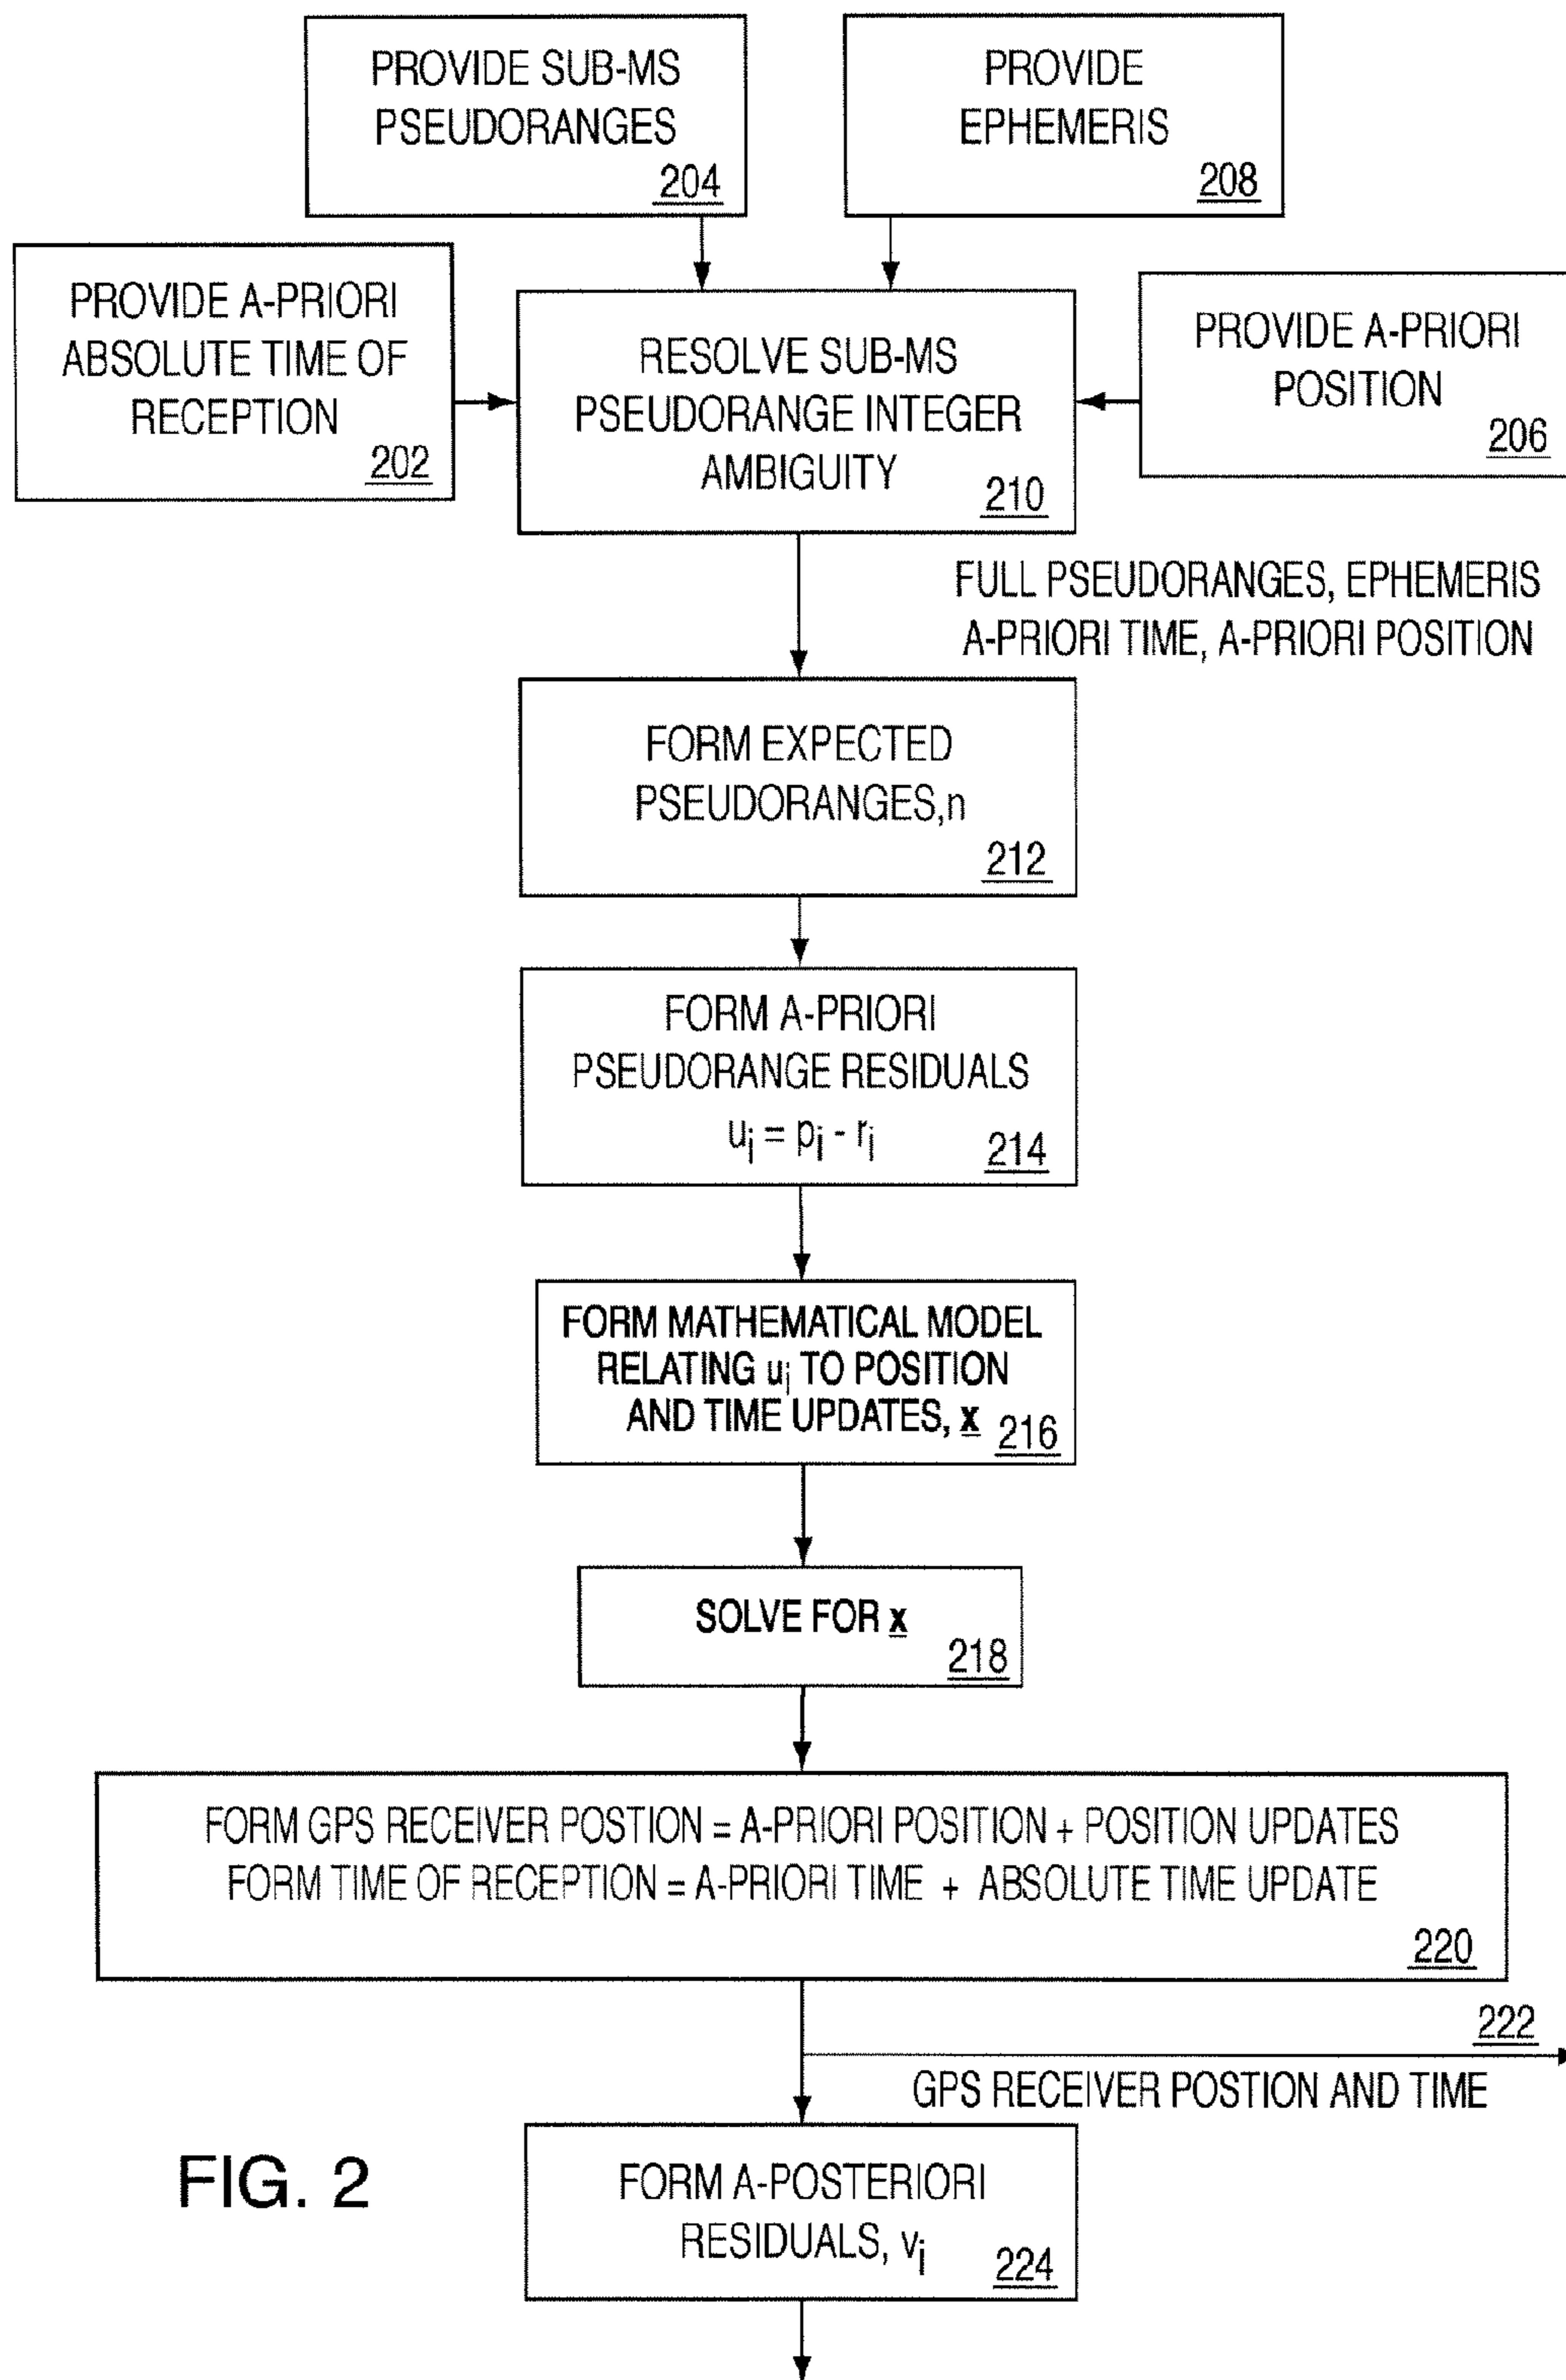 PROVIDE SUB-MS
PSEUDORANGES
204
PROVIDE
EPHEMERIS
208
PROVIDE A-PRIORI
ABSOLUTE TIME OF
RECEPTION
202
RESOLVE SUB-MS
PSEUDORANGE INTEGER
AMBIGUITY
210
PROVIDE A-PRIORI
POSITION
206
FULL PSEUDORANGES, EPHEMERIS
A-PRIORI TIME, A-PRIORI POSITION
FORM EXPECTED
PSEUDORANGES,n
212
FORM A-PRIORI
PSEUDORANGE RESIDUALS
ui = pi - ri
214
FORM MATHEMATICAL MODEL
RELATING ui TO POSITION
AND TIME UPDATES, x
216
SOLVE FOR x
218
FORM GPS RECEIVER POSTION = A-PRIORI POSITION + POSITION UPDATES
FORM TIME OF RECEPTION = A-PRIORI TIME + ABSOLUTE TIME UPDATE
220
222
GPS RECEIVER POSTION AND TIME
FORM A-POSTERIORI
RESIDUALS, vi
224
FIG. 2